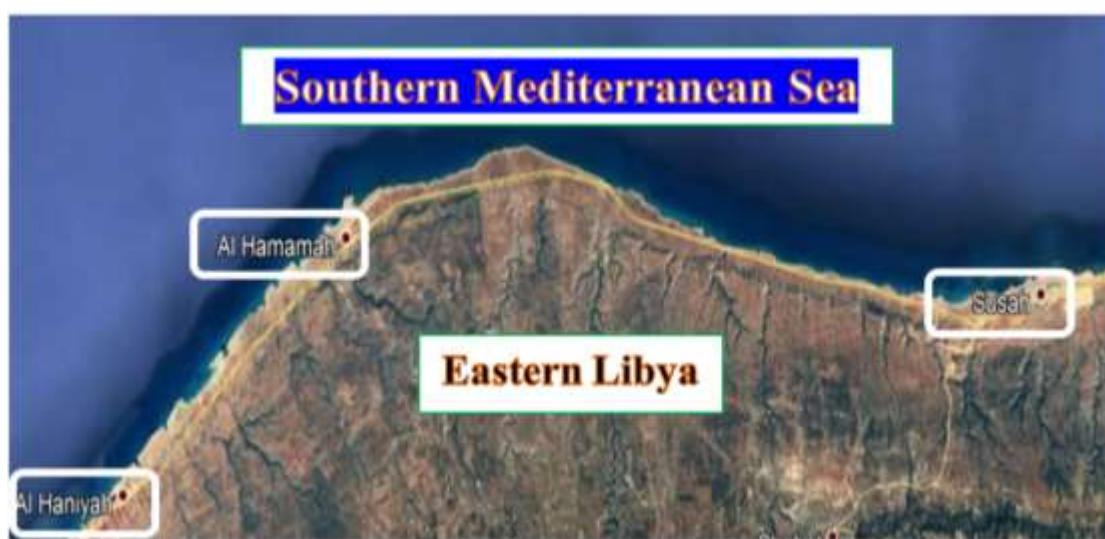 Southern Mediterranean Sea
Al Hamamah
Susah
Eastern Libya
Al Haniyah